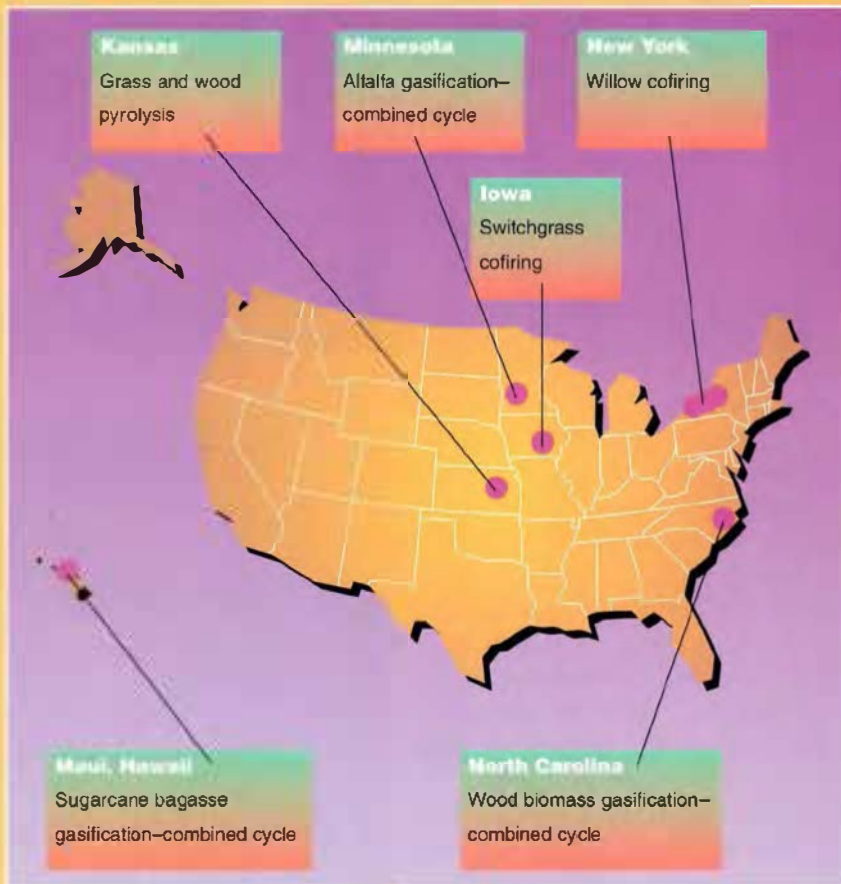 Kansas
Grass and wood
pyrolysis
Minnesota
Alfalfa gasification–
combined cycle
New York
Willow cofiring
Iowa
Switchgrass
cofiring
Maui, Hawaii
Sugarcane bagasse
gasification–combined cycle
North Carolina
Wood biomass gasification–
combined cycle